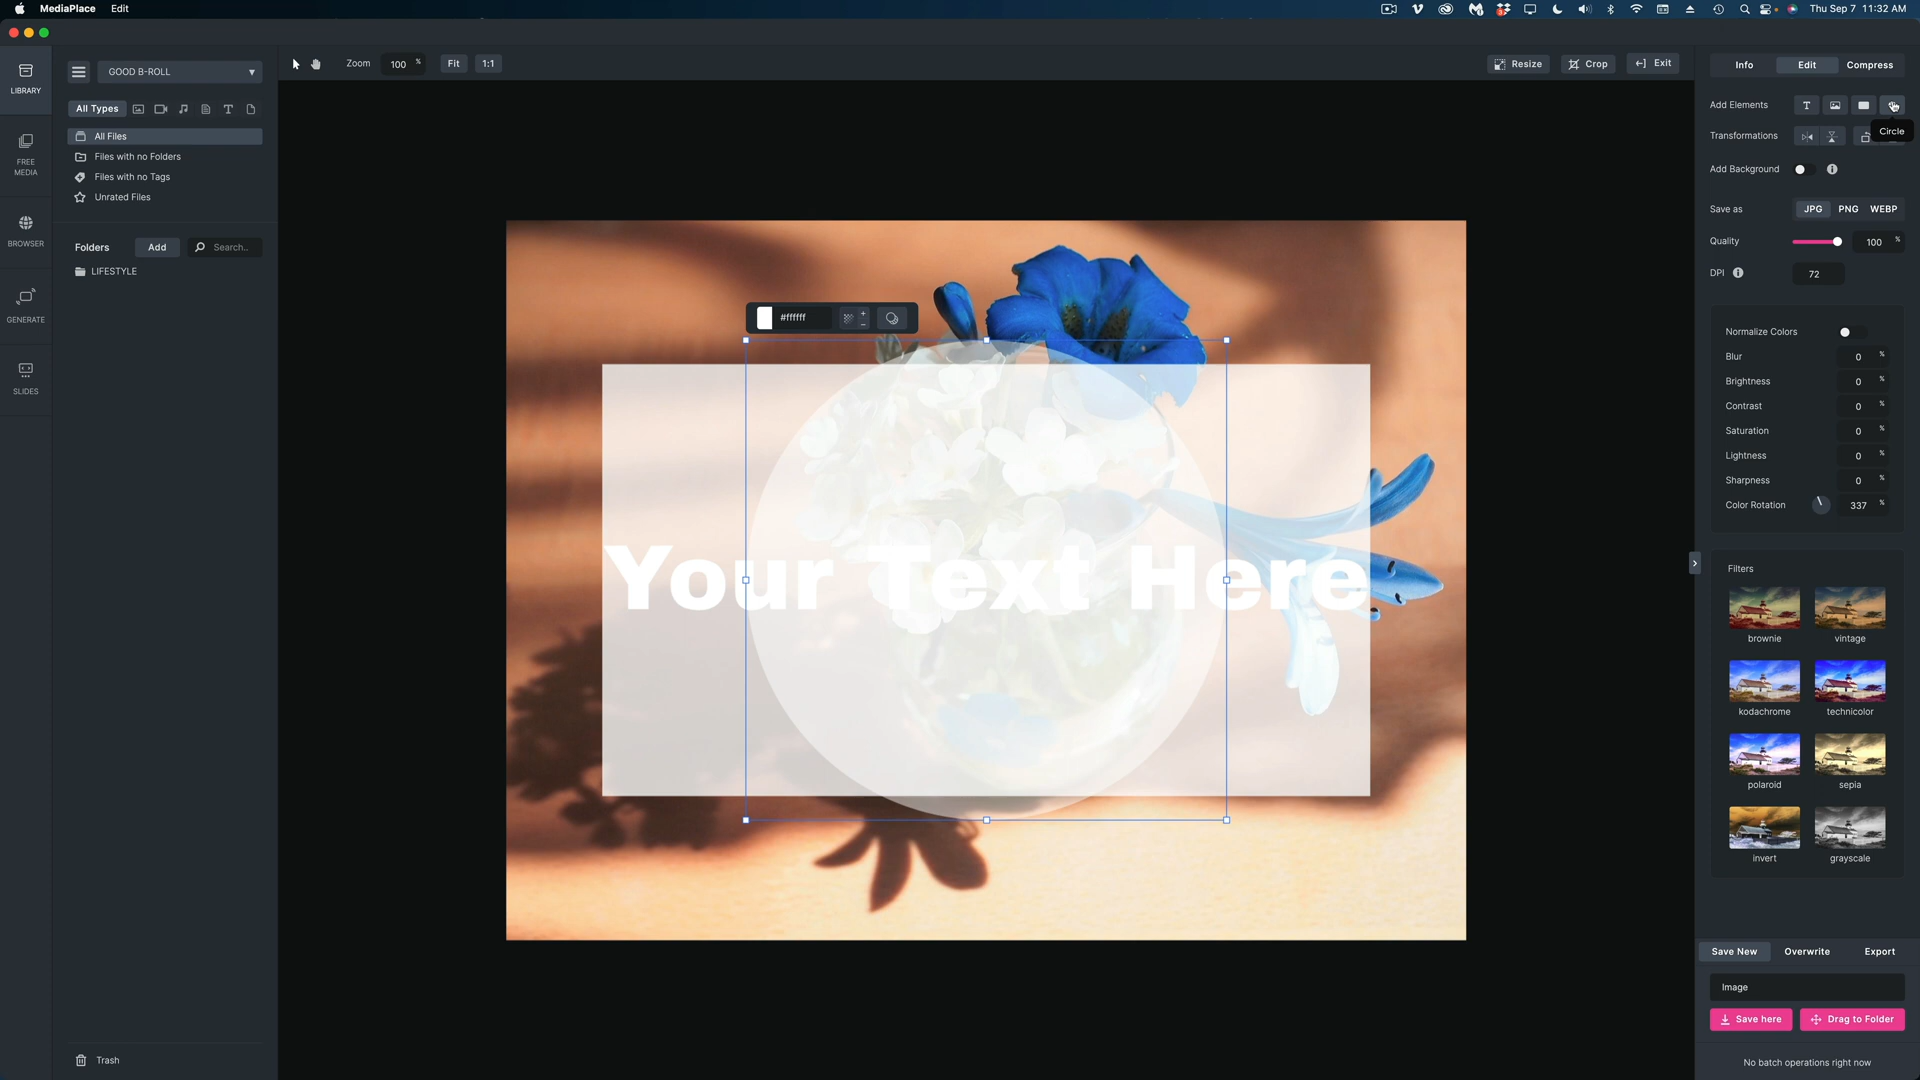 MediaPlace Edit
Thu Sep 7 11:32 AM
LIBRARY
FREE
MEDIA
BROWSER
GENERATE
SLIDES
GOOD B-ROLL
All Types
All Files
Files with no Folders
Files with no Tags
Unrated Files
Folders Add Search..
LIFESTYLE
Trash
Zoom 100 % Fit 1:1
Resize Crop Exit
#ffffff
Your Text Here
Info Edit Compress
Add Elements
Circle
Transformations
Add Background
Save as JPG PNG WEBP
Quality 100 %
DPI 72
Normalize Colors
Blur 0 %
Brightness 0 %
Contrast 0 %
Saturation 0 %
Lightness 0 %
Sharpness 0 %
Color Rotation 337 %
Filters
brownie vintage
kodachrome technicolor
polaroid sepia
invert grayscale
Save New Overwrite Export
Image
Save here Drag to Folder
No batch operations right now